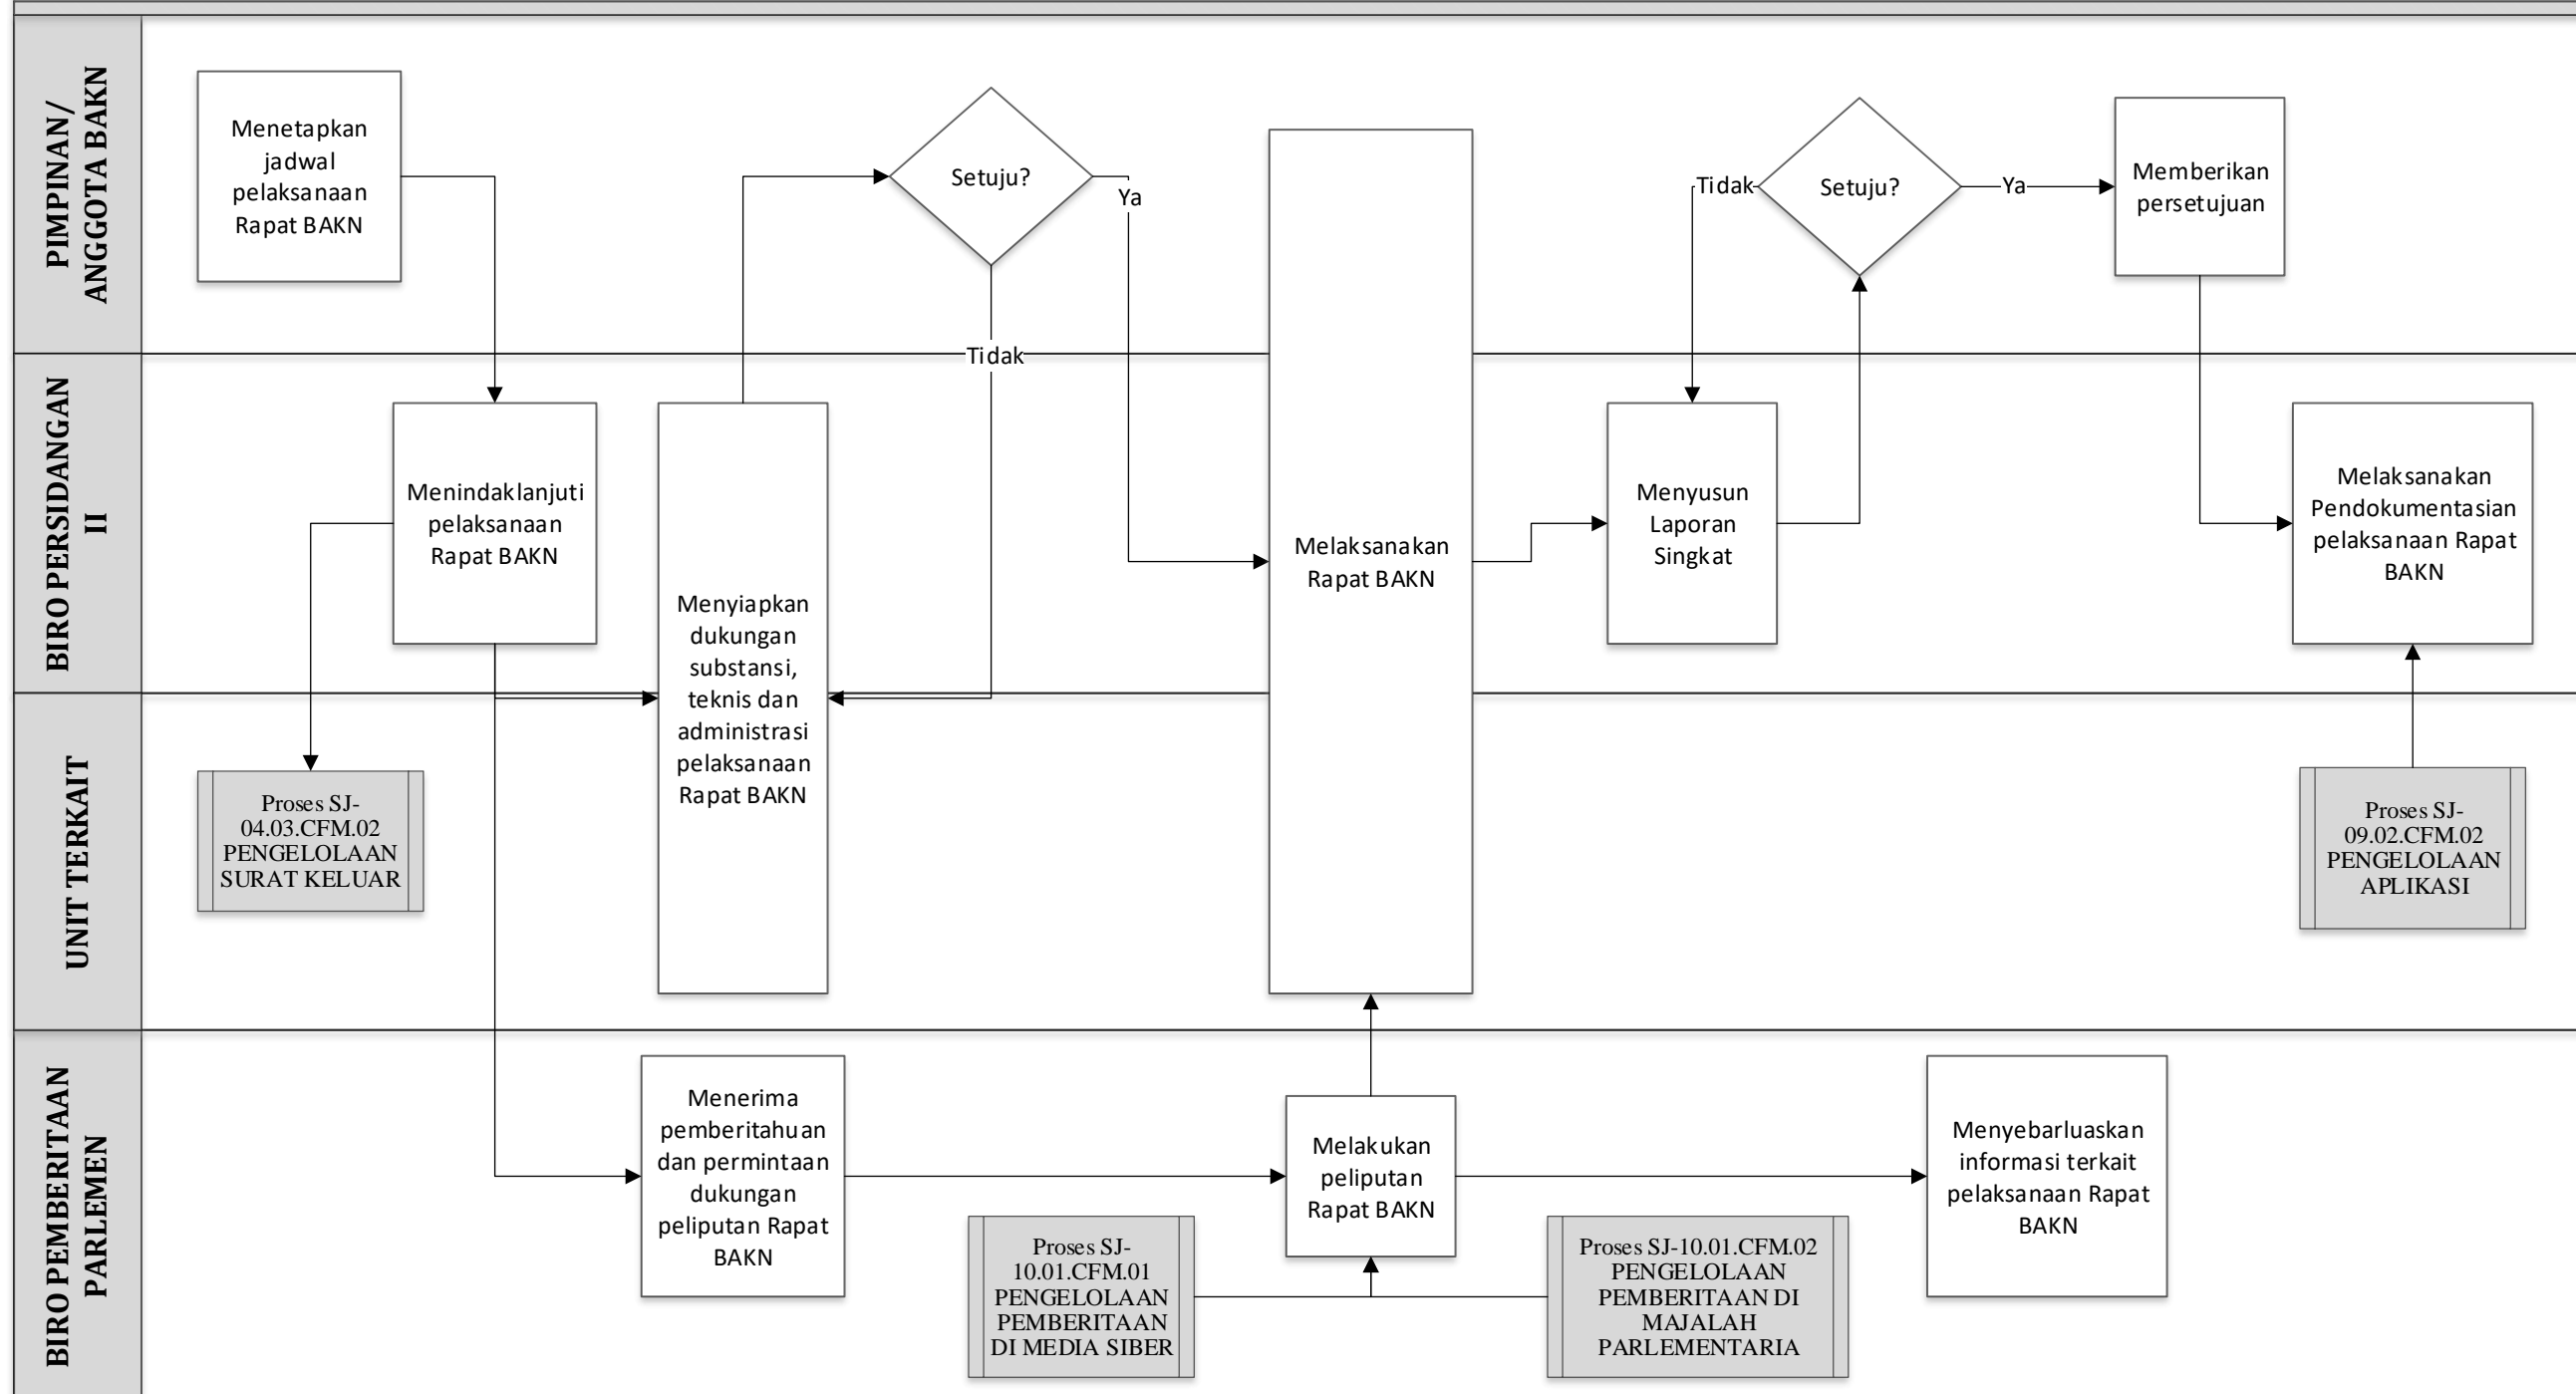 PIMPINAN/
ANGGOTA BAKN
Menetapkan
jadwal
pelaksanaan
Rapat BAKN
Setuju?
Ya
Tidak
Setuju?
Tidak
Ya
Memberikan
persetujuan
BIRO PERSIDANGAN
II
Menindaklanjuti
pelaksanaan
Rapat BAKN
Menyiapkan
dukungan
substansi,
teknis dan
administrasi
pelaksanaan
Rapat BAKN
Melaksanakan
Rapat BAKN
Menyusun
Laporan
Singkat
Melaksanakan
Pendokumentasian
pelaksanaan Rapat
BAKN
UNIT TERKAIT
Proses SJ-
04.03.CFM.02
PENGELOLAAN
SURAT KELUAR
Proses SJ-
09.02.CFM.02
PENGELOLAAN
APLIKASI
BIRO PEMBERITAAN
PARLEMEN
Menerima
pemberitahuan
dan permintaan
dukungan
peliputan Rapat
BAKN
Proses SJ-
10.01.CFM.01
PENGELOLAAN
PEMBERITAAN
DI MEDIA SIBER
Melakukan
peliputan
Rapat BAKN
Proses SJ-10.01.CFM.02
PENGELOLAAN
PEMBERITAAN DI
MAJALAH
PARLEMENTARIA
Menyebarluaskan
informasi terkait
pelaksanaan Rapat
BAKN